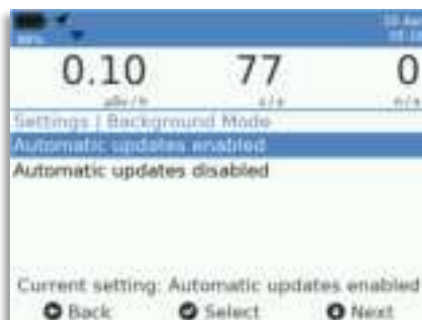 0.10 77 0
µSv/h
Settings | Background Mode
Automatic updates enabled
Automatic updates disabled
Current setting: Automatic updates enabled
Back Select Next